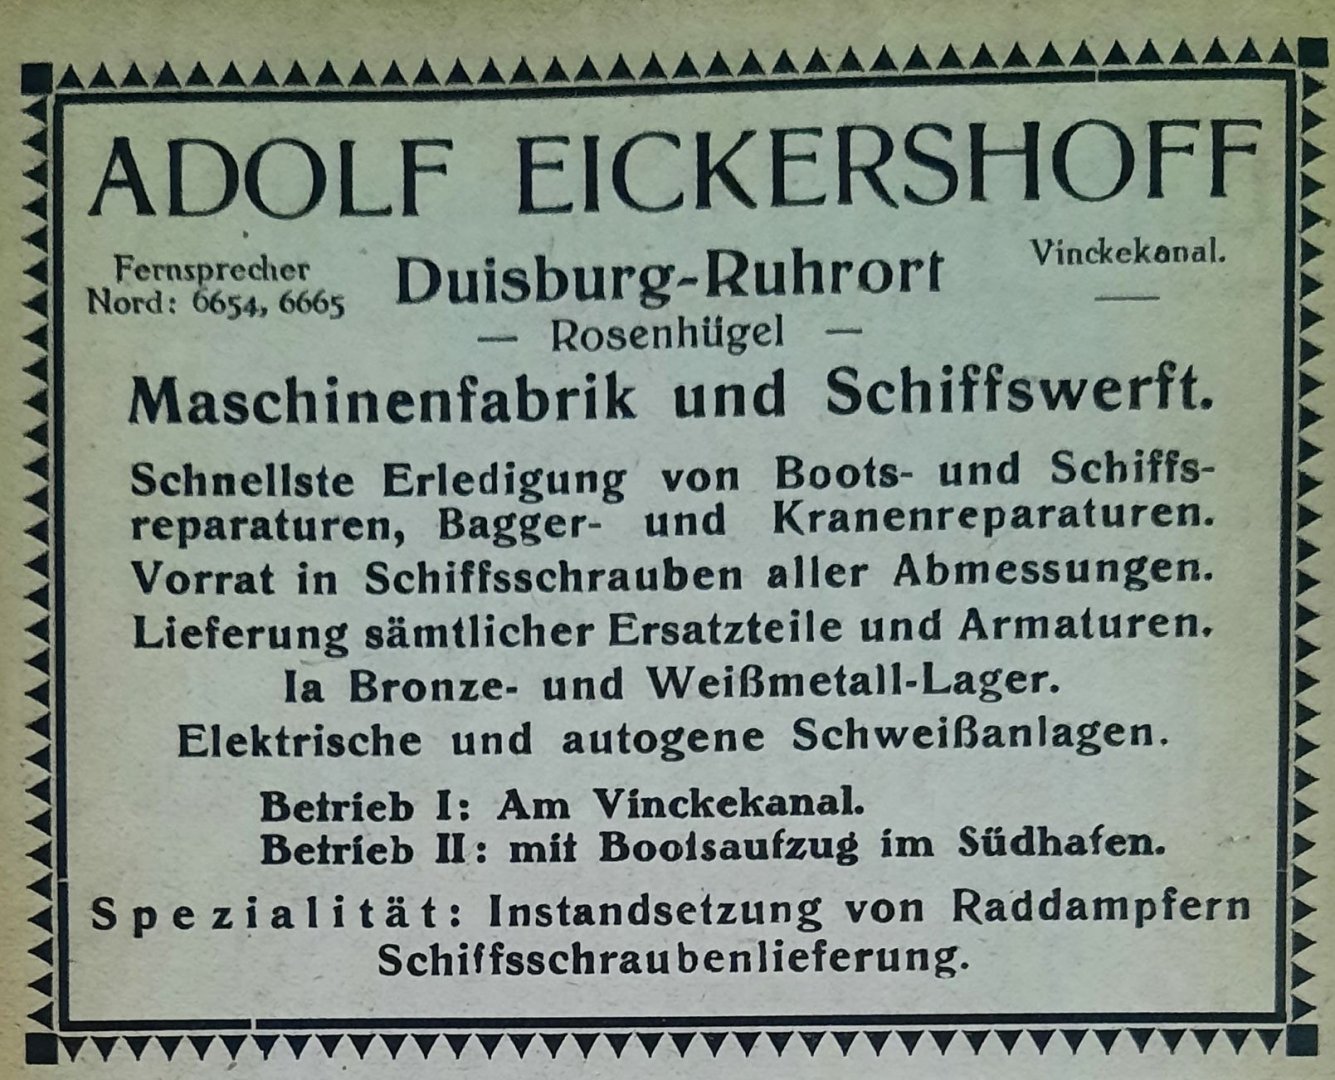 ADOLF EICKERSHOFF
Fernsprecher
Nord: 6654, 6665
Duisburg-Ruhrort
Vinckekanal.
— Rosenhügel —
Maschinenfabrik und Schiffswerft.
Schnellste Erledigung von Boots- und Schiffs-
reparaturen, Bagger- und Kranenreparaturen.
Vorrat in Schiffsschrauben aller Abmessungen.
Lieferung sämtlicher Ersatzteile und Armaturen.
Ia Bronze- und Weißmetall-Lager.
Elektrische und autogene Schweißanlagen.
Betrieb I: Am Vinckekanal.
Betrieb II: mit Bootsaufzug im Südhafen.
Spezialität: Instandsetzung von Raddampfern
Schiffsschraubenlieferung.